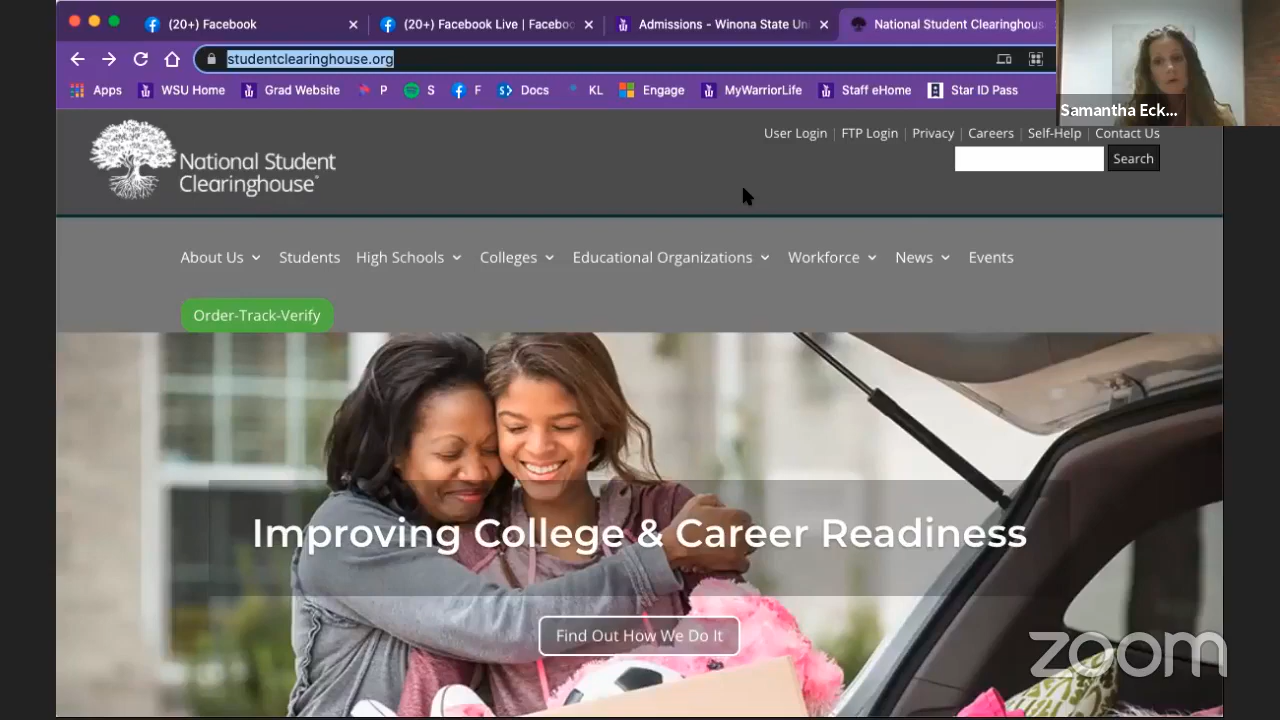 (20+) Facebook
(20+) Facebook Live | Faceboo
Admissions - Winona State Un
National Student Clearinghous
studentclearinghouse.org
Apps WSU Home Grad Website P S F Docs KL Engage MyWarriorLife Staff eHome Star ID Pass
Samantha Eck...
User Login | FTP Login | Privacy | Careers | Self-Help | Contact Us
Search
National Student
Clearinghouse
About Us Students High Schools Colleges Educational Organizations Workforce News Events
Order-Track-Verify
Improving College & Career Readiness
Find Out How We Do It
zoom